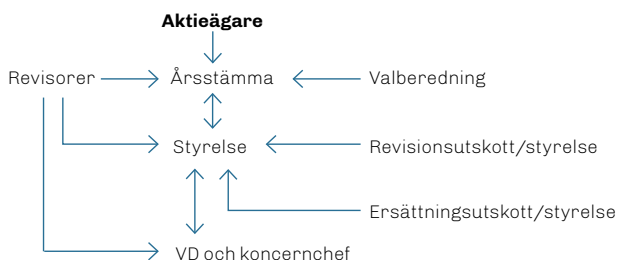 Aktieägare
Revisorer
Årsstämma
Valberedning
Styrelse
Revisionsutskott/styrelse
Ersättningsutskott/styrelse
VD och koncernchef